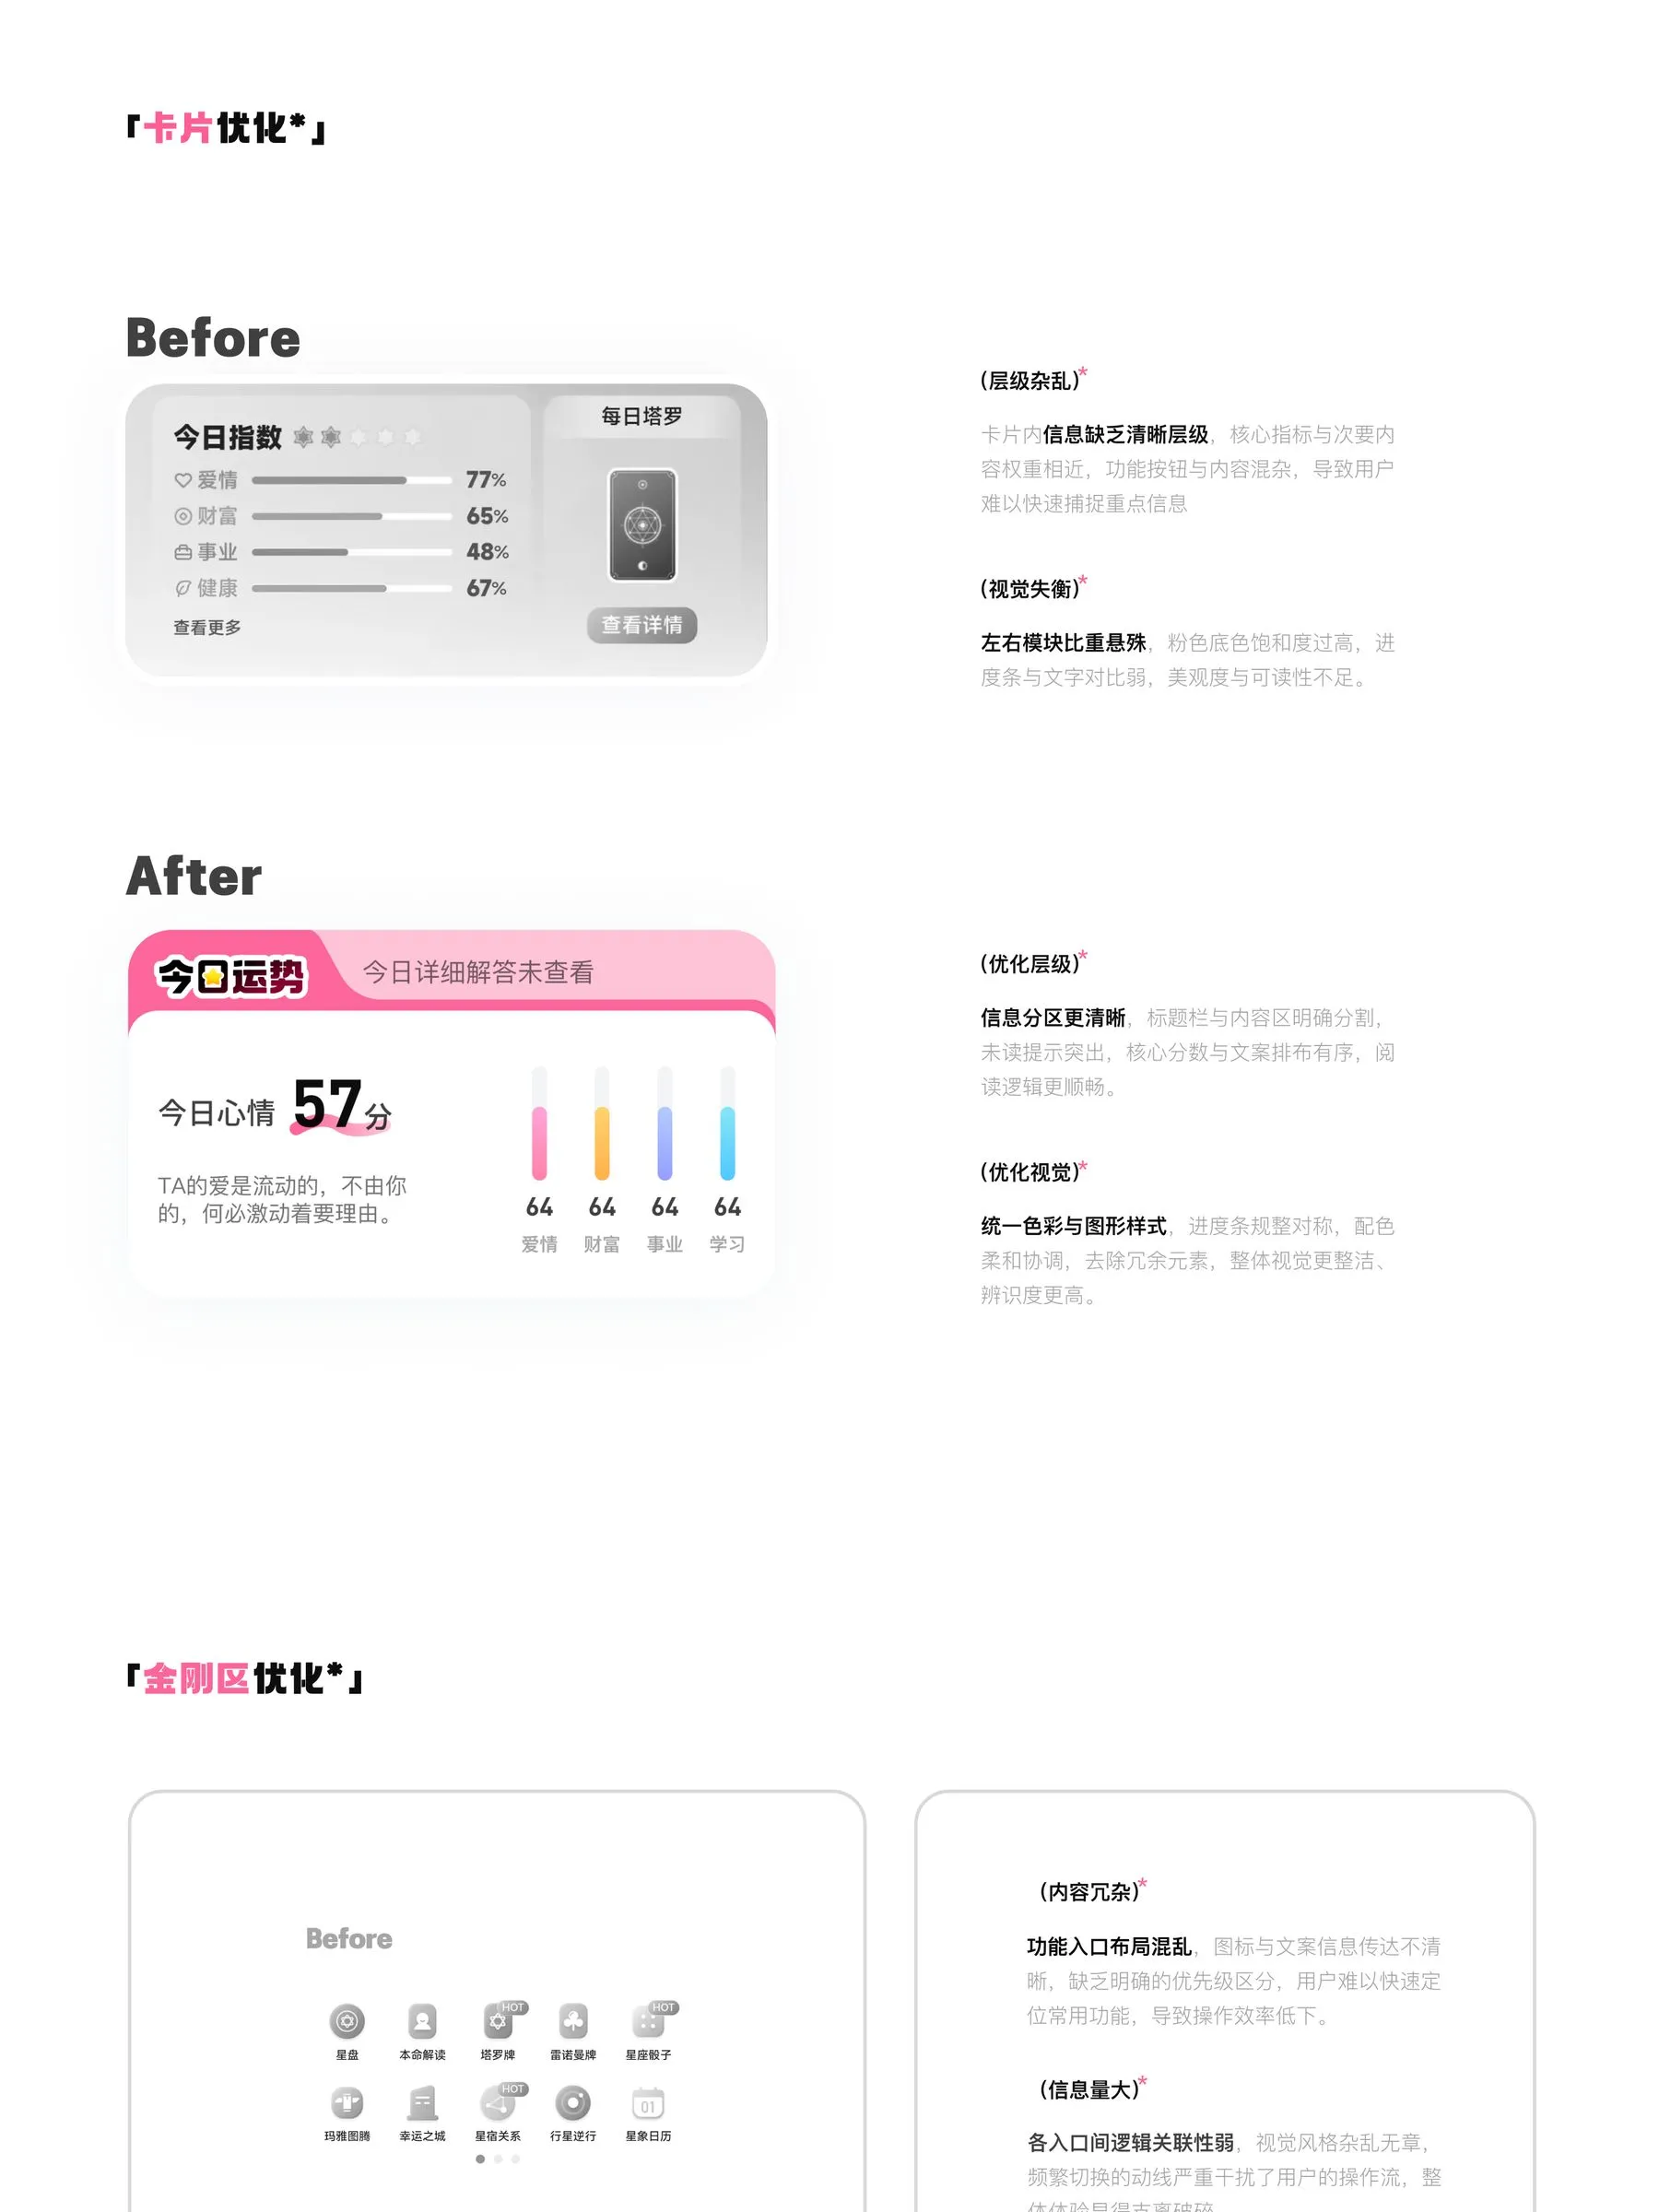 「卡片优化*」
Before
今日指数
爱情 77%
财富 65%
事业 48%
健康 67%
查看更多
每日塔罗
查看详情
(层级杂乱)*
卡片内信息缺乏清晰层级，核心指标与次要内
容权重相近，功能按钮与内容混杂，导致用户
难以快速捕捉重点信息
(视觉失衡)*
左右模块比重悬殊，粉色底色饱和度过高，进
度条与文字对比弱，美观度与可读性不足。
After
今日运势
今日详细解答未查看
今日心情 57分
TA的爱是流动的，不由你
的，何必激动着要理由。
64 64 64 64
爱情 财富 事业 学习
(优化层级)*
信息分区更清晰，标题栏与内容区明确分割，
未读提示突出，核心分数与文案排布有序，阅
读逻辑更顺畅。
(优化视觉)*
统一色彩与图形样式，进度条规整对称，配色
柔和协调，去除冗余元素，整体视觉更整洁、
辨识度更高。
「金刚区优化*」
Before
HOT HOT
星盘 本命解读 塔罗牌 雷诺曼牌 星座骰子
HOT
01
玛雅图腾 幸运之城 星宿关系 行星逆行 星象日历
(内容冗杂)*
功能入口布局混乱，图标与文案信息传达不清
晰，缺乏明确的优先级区分，用户难以快速定
位常用功能，导致操作效率低下。
(信息量大)*
各入口间逻辑关联性弱，视觉风格杂乱无章，
频繁切换的动线严重干扰了用户的操作流，整
体体验显得支离破碎